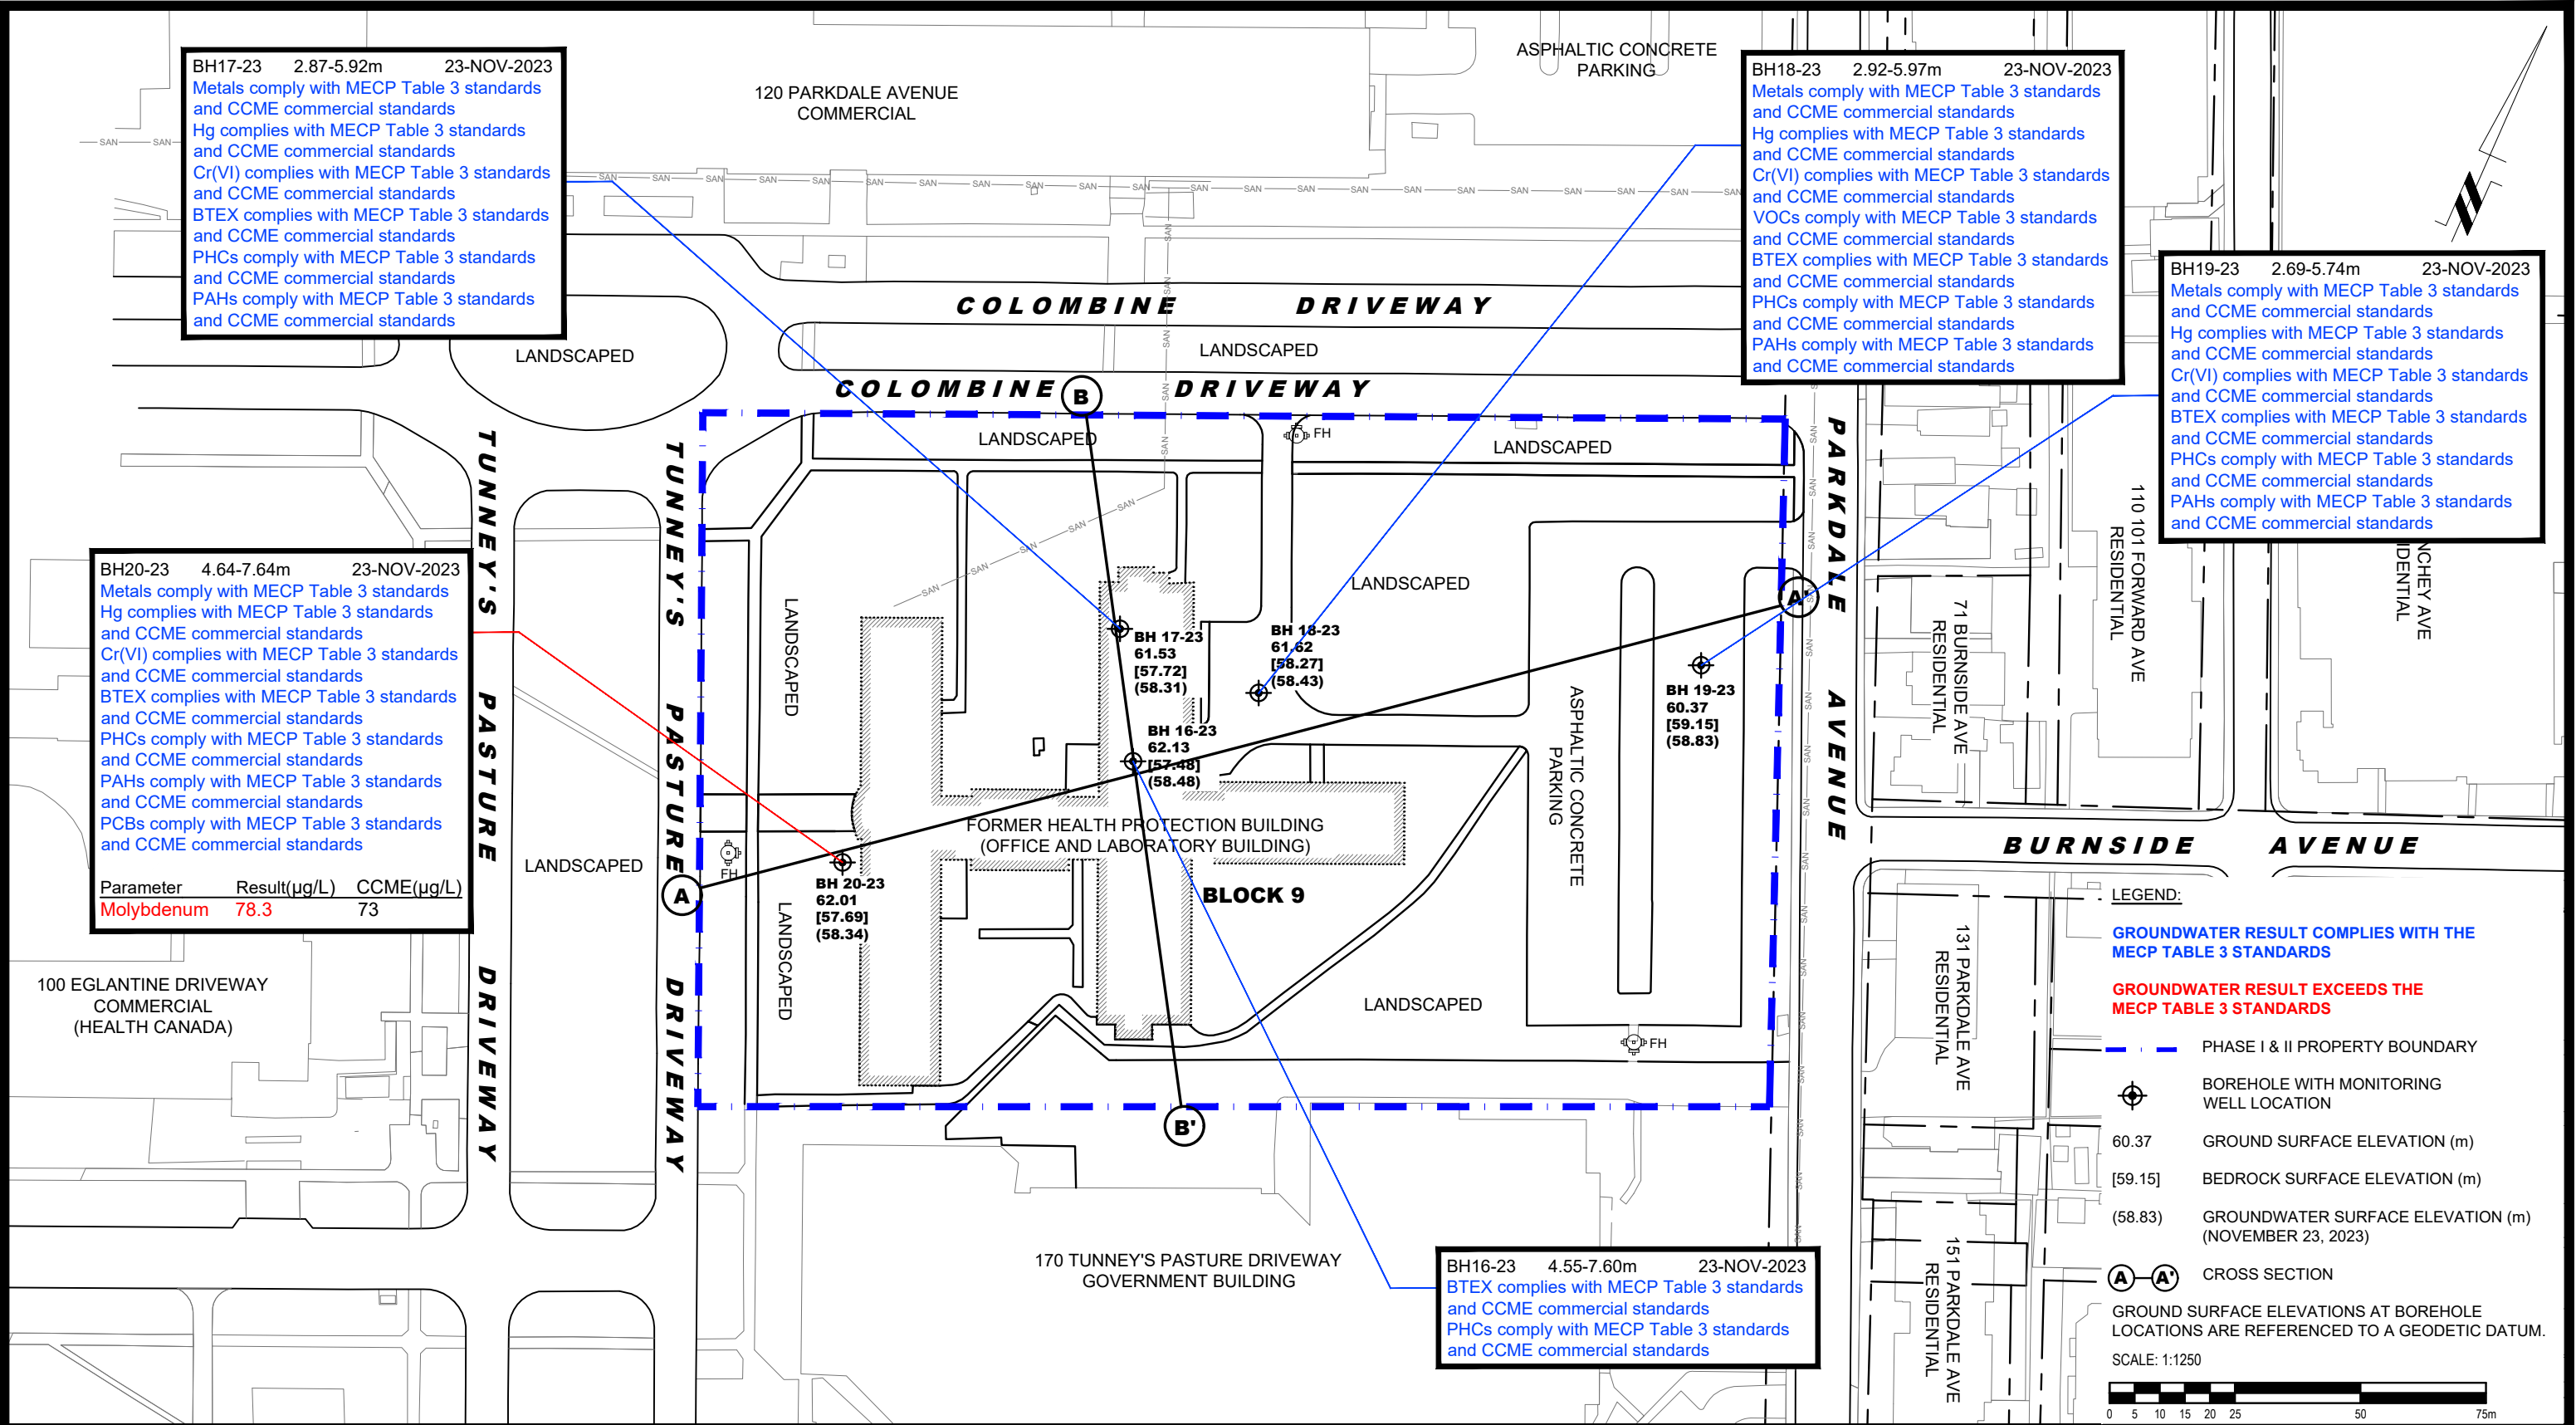 BH17-23 2.87-5.92m 23-NOV-2023
Metals comply with MECP Table 3 standards
and CCME commercial standards
Hg complies with MECP Table 3 standards
and CCME commercial standards
Cr(VI) complies with MECP Table 3 standards
and CCME commercial standards
BTEX complies with MECP Table 3 standards
and CCME commercial standards
PHCs comply with MECP Table 3 standards
and CCME commercial standards
PAHs comply with MECP Table 3 standards
and CCME commercial standards
120 PARKDALE AVENUE
COMMERCIAL
ASPHALTIC CONCRETE
PARKING
BH18-23 2.92-5.97m 23-NOV-2023
Metals comply with MECP Table 3 standards
and CCME commercial standards
Hg complies with MECP Table 3 standards
and CCME commercial standards
Cr(VI) complies with MECP Table 3 standards
and CCME commercial standards
VOCs comply with MECP Table 3 standards
and CCME commercial standards
BTEX complies with MECP Table 3 standards
and CCME commercial standards
PHCs comply with MECP Table 3 standards
and CCME commercial standards
PAHs comply with MECP Table 3 standards
and CCME commercial standards
BH19-23 2.69-5.74m 23-NOV-2023
Metals comply with MECP Table 3 standards
and CCME commercial standards
Hg complies with MECP Table 3 standards
and CCME commercial standards
Cr(VI) complies with MECP Table 3 standards
and CCME commercial standards
BTEX complies with MECP Table 3 standards
and CCME commercial standards
PHCs comply with MECP Table 3 standards
and CCME commercial standards
PAHs comply with MECP Table 3 standards
and CCME commercial standards
SAN SAN SAN SAN SAN SAN SAN SAN SAN SAN SAN SAN SAN SAN SAN
COLOMBINE DRIVEWAY
LANDSCAPED
LANDSCAPED
COLOMBINE DRIVEWAY
B
LANDSCAPED
FH
LANDSCAPED
TUNNEY'S PASTURE DRIVEWAY
TUNNEY'S PASTURE DRIVEWAY
PARKDALE AVENUE
BH20-23 4.64-7.64m 23-NOV-2023
Metals comply with MECP Table 3 standards
Hg complies with MECP Table 3 standards
and CCME commercial standards
Cr(VI) complies with MECP Table 3 standards
and CCME commercial standards
BTEX complies with MECP Table 3 standards
and CCME commercial standards
PHCs comply with MECP Table 3 standards
and CCME commercial standards
PAHs comply with MECP Table 3 standards
and CCME commercial standards
PCBs comply with MECP Table 3 standards
and CCME commercial standards
Parameter Result(µg/L) CCME(µg/L)
Molybdenum 78.3 73
LANDSCAPED
LANDSCAPED
LANDSCAPED
LANDSCAPED
A'
BH 17-23
61.53
[57.72]
(58.31)
BH 18-23
61.62
[58.27]
(58.43)
BH 19-23
60.37
[59.15]
(58.83)
BH 16-23
62.13
[57.48]
(58.48)
FORMER HEALTH PROTECTION BUILDING
(OFFICE AND LABORATORY BUILDING)
BLOCK 9
FH
A
BH 20-23
62.01
[57.69]
(58.34)
ASPHALTIC CONCRETE
PARKING
LANDSCAPED
FH
B'
71 BURNSIDE AVE
RESIDENTIAL
110 101 FORWARD AVE
RESIDENTIAL
NCHEY AVE
IDENTIAL
BURNSIDE AVENUE
131 PARKDALE AVE
RESIDENTIAL
151 PARKDALE AVE
RESIDENTIAL
100 EGLANTINE DRIVEWAY
COMMERCIAL
(HEALTH CANADA)
170 TUNNEY'S PASTURE DRIVEWAY
GOVERNMENT BUILDING
BH16-23 4.55-7.60m 23-NOV-2023
BTEX complies with MECP Table 3 standards
and CCME commercial standards
PHCs comply with MECP Table 3 standards
and CCME commercial standards
LEGEND:
GROUNDWATER RESULT COMPLIES WITH THE
MECP TABLE 3 STANDARDS
GROUNDWATER RESULT EXCEEDS THE
MECP TABLE 3 STANDARDS
PHASE I & II PROPERTY BOUNDARY
BOREHOLE WITH MONITORING
WELL LOCATION
60.37 GROUND SURFACE ELEVATION (m)
[59.15] BEDROCK SURFACE ELEVATION (m)
(58.83) GROUNDWATER SURFACE ELEVATION (m)
(NOVEMBER 23, 2023)
A A' CROSS SECTION
GROUND SURFACE ELEVATIONS AT BOREHOLE
LOCATIONS ARE REFERENCED TO A GEODETIC DATUM.
SCALE: 1:1250
0 5 10 15 20 25 50 75m